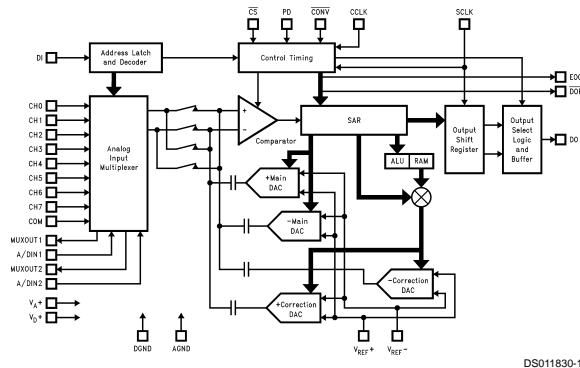 CS PD CONV CCLK SCLK
DI
Address Latch
and Decoder
Control Timing
EOC
CH0
CH1
CH2
CH3
CH4
CH5
CH6
CH7
COM
MUXOUT1
A/DIN1
MUXOUT2
A/DIN2
VA+
VD+
Analog
Input
Multiplexer
+
−
Comparator
SAR
ALU RAM
Output
Shift
Register
Output
Select
Logic
and
Buffer
DO
+Main
DAC
−Main
DAC
−Correction
DAC
+Correction
DAC
DGND
AGND
VREF+
VREF−
DS011830-1